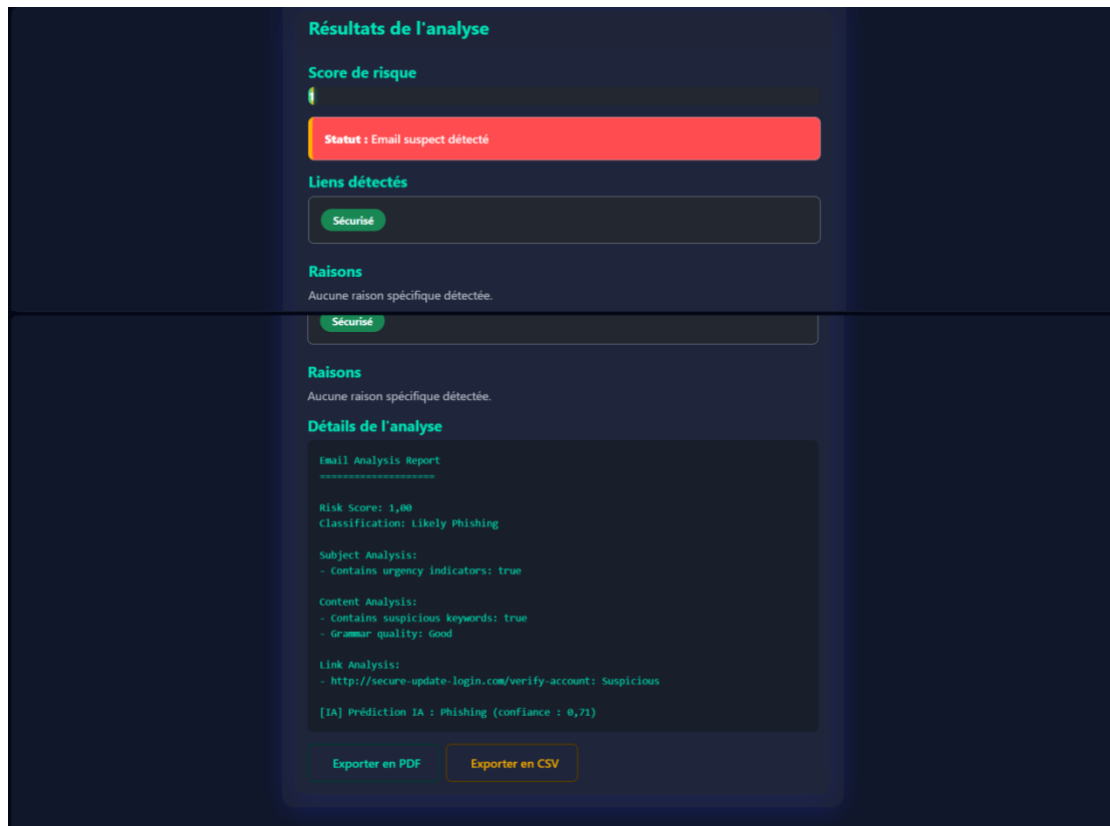 Résultats de l'analyse
Score de risque
1
Statut : Email suspect détecté
Liens détectés
Sécurisé
Raisons
Aucune raison spécifique détectée.
Sécurisé
Raisons
Aucune raison spécifique détectée.
Détails de l'analyse
Email Analysis Report
====================
Risk Score: 1,00
Classification: Likely Phishing
Subject Analysis:
- Contains urgency indicators: true
Content Analysis:
- Contains suspicious keywords: true
- Grammar quality: Good
Link Analysis:
- http://secure-update-login.com/verify-account: Suspicious
[IA] Prédiction IA : Phishing (confiance : 0,71)
Exporter en PDF Exporter en CSV